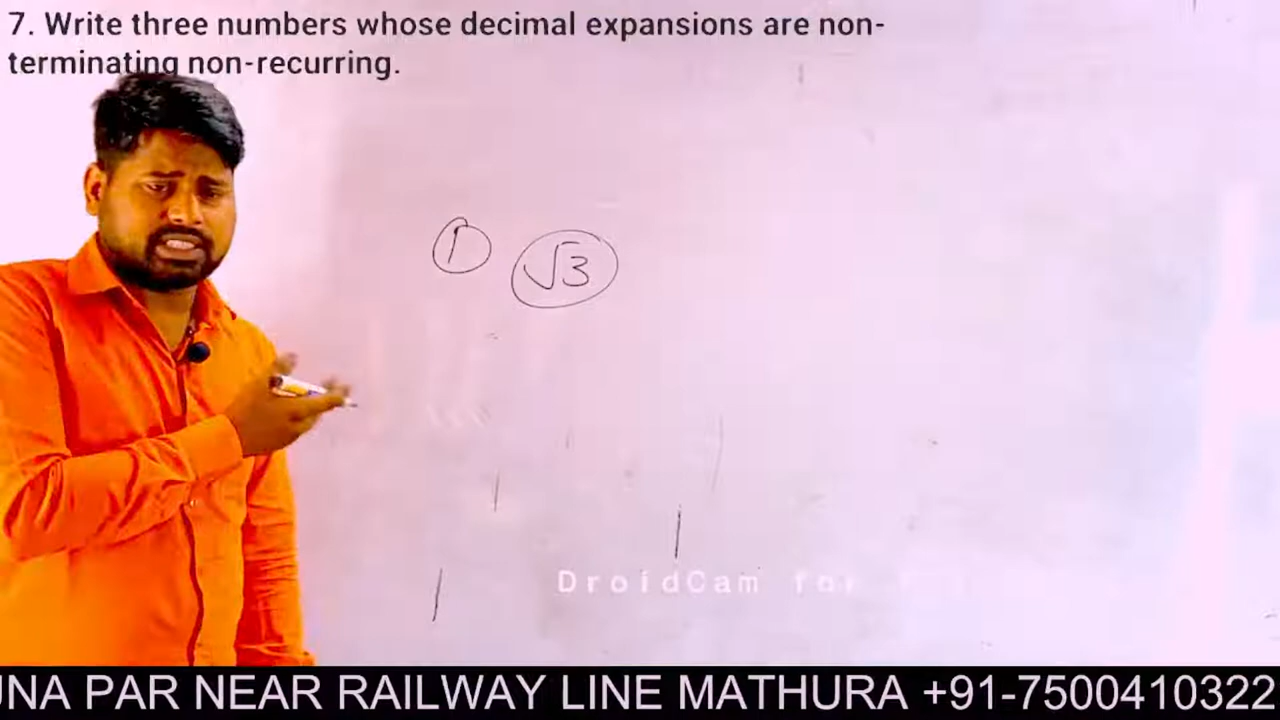 7. Write three numbers whose decimal expansions are non-
terminating non-recurring.
① √3
DroidCam for
UNA PAR NEAR RAILWAY LINE MATHURA +91-7500410322